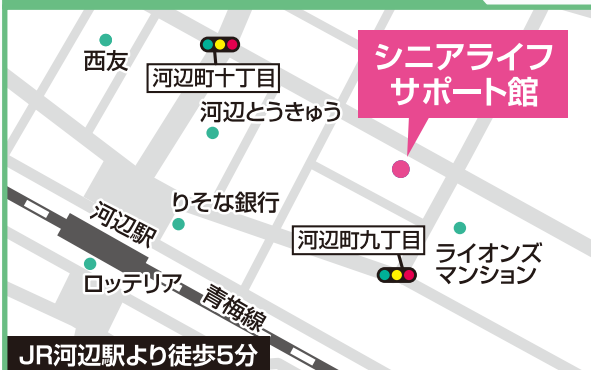 西友
河辺町十丁目
シニアライフ
サポート館
河辺とうきゅう
りそな銀行
河辺駅
河辺町九丁目
ライオンズ
マンション
ロッテリア
青梅線
JR河辺駅より徒歩5分